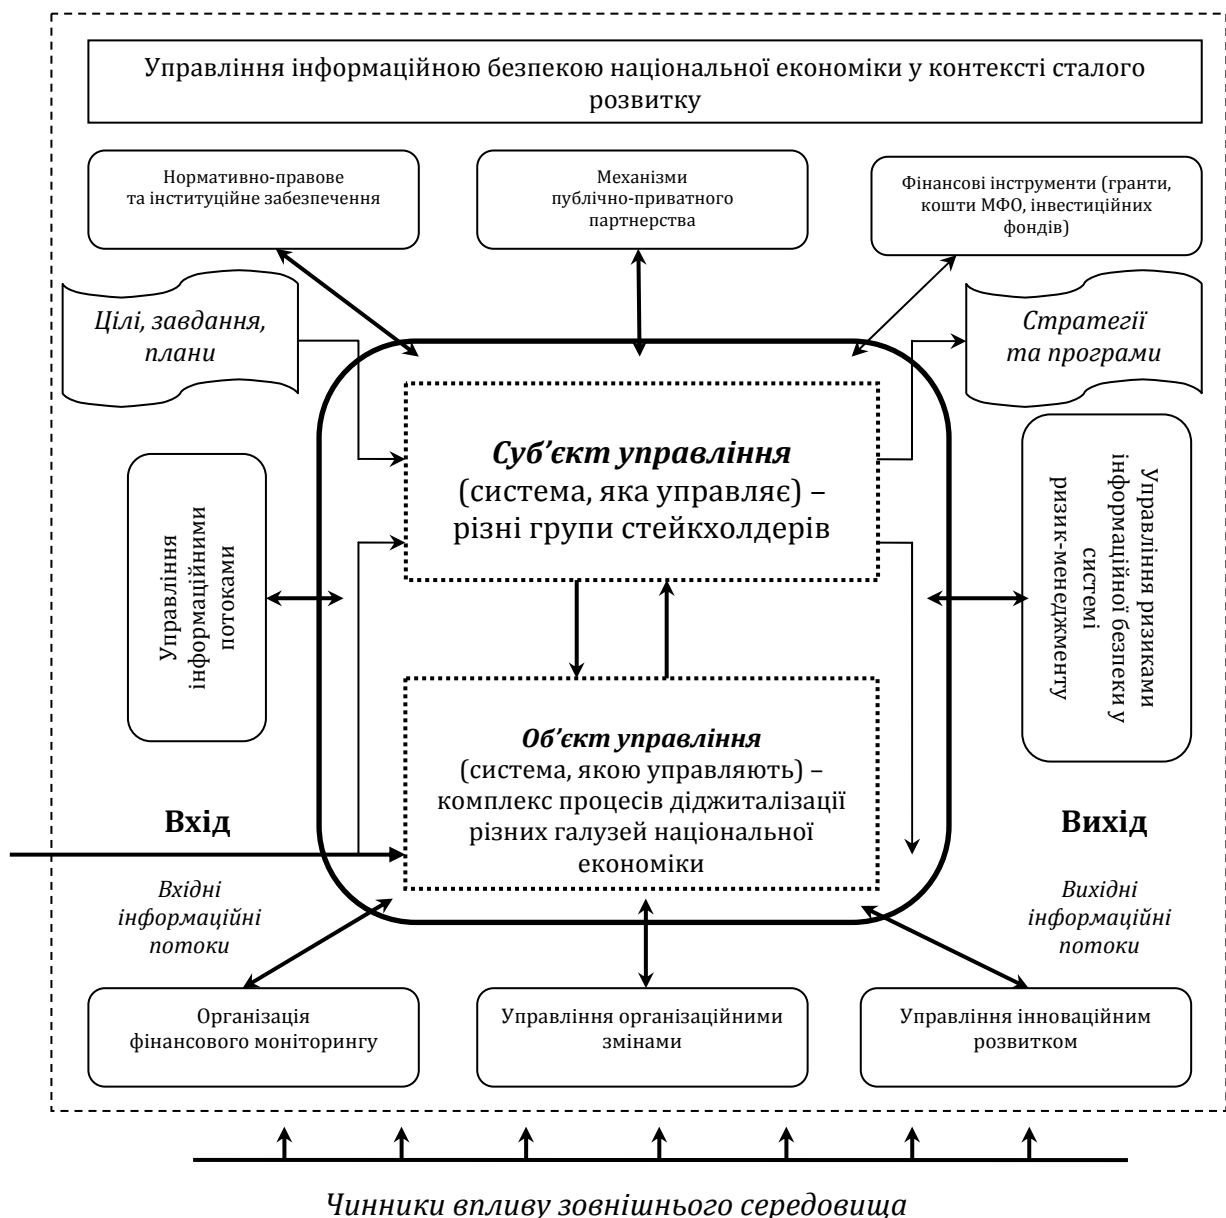 Управління інформаційною безпекою національної економіки у контексті сталого
розвитку
Нормативно-правове
та інституційне забезпечення
Механізми
публічно-приватного
партнерства
Фінансові інструменти (гранти,
кошти МФО, інвестиційних
фондів)
Цілі, завдання,
плани
Стратегії
та програми
Суб’єкт управління
(система, яка управляє) –
різні групи стейкхолдерів
Управління
інформаційними
потоками
Управління ризиками
інформаційної безпеки у
системі
ризик-менеджменту
Об’єкт управління
(система, якою управляють) –
комплекс процесів діджиталізації
різних галузей національної
економіки
Вхід
Вихід
Вхідні
інформаційні
потоки
Вихідні
інформаційні
потоки
Організація
фінансового моніторингу
Управління організаційними
змінами
Управління інноваційним
розвитком
Чинники впливу зовнішнього середовища